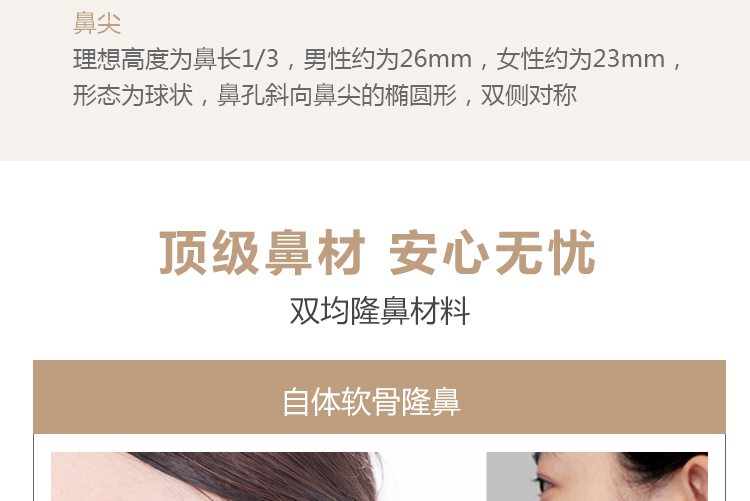 鼻尖
理想高度为鼻长1/3，男性约为26mm，女性约为23mm，
形态为球状，鼻孔斜向鼻尖的椭圆形，双侧对称
顶级鼻材 安心无忧
双均隆鼻材料
自体软骨隆鼻